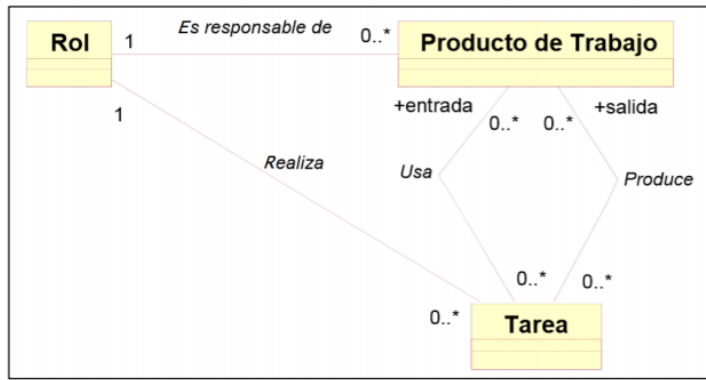 Es responsable de
Rol
1
0..*
Producto de Trabajo
+entrada
+salida
1
0..*
0..*
Realiza
Usa
Produce
0..*
0..*
0..*
Tarea